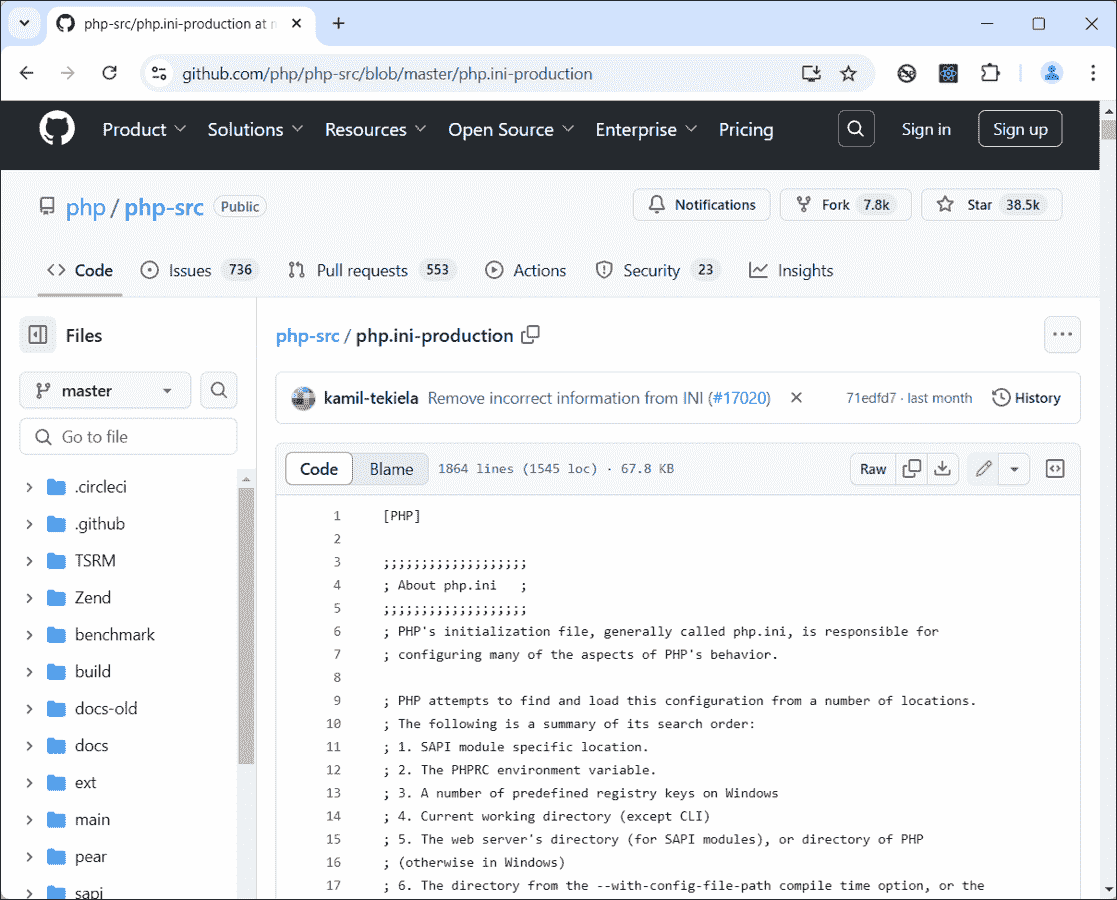 php-src/php.ini-production at n
github.com/php/php-src/blob/master/php.ini-production
Product Solutions Resources Open Source Enterprise Pricing Sign in Sign up
php / php-src Public Notifications Fork 7.8k Star 38.5k
Code Issues 736 Pull requests 553 Actions Security 23 Insights
Files
master
Go to file
.circleci
.github
TSRM
Zend
benchmark
build
docs-old
docs
ext
main
pear
sapi
php-src / php.ini-production
kamil-tekiela Remove incorrect information from INI (#17020) 71edfd7 · last month History
Code Blame 1864 lines (1545 loc) · 67.8 KB Raw
1 [PHP]
2
3 ;;;;;;;;;;;;;;;;;;;
4 ; About php.ini   ;
5 ;;;;;;;;;;;;;;;;;;;
6 ; PHP's initialization file, generally called php.ini, is responsible for
7 ; configuring many of the aspects of PHP's behavior.
8
9 ; PHP attempts to find and load this configuration from a number of locations.
10 ; The following is a summary of its search order:
11 ; 1. SAPI module specific location.
12 ; 2. The PHPRC environment variable.
13 ; 3. A number of predefined registry keys on Windows
14 ; 4. Current working directory (except CLI)
15 ; 5. The web server's directory (for SAPI modules), or directory of PHP
16 ; (otherwise in Windows)
17 ; 6. The directory from the --with-config-file-path compile time option, or the